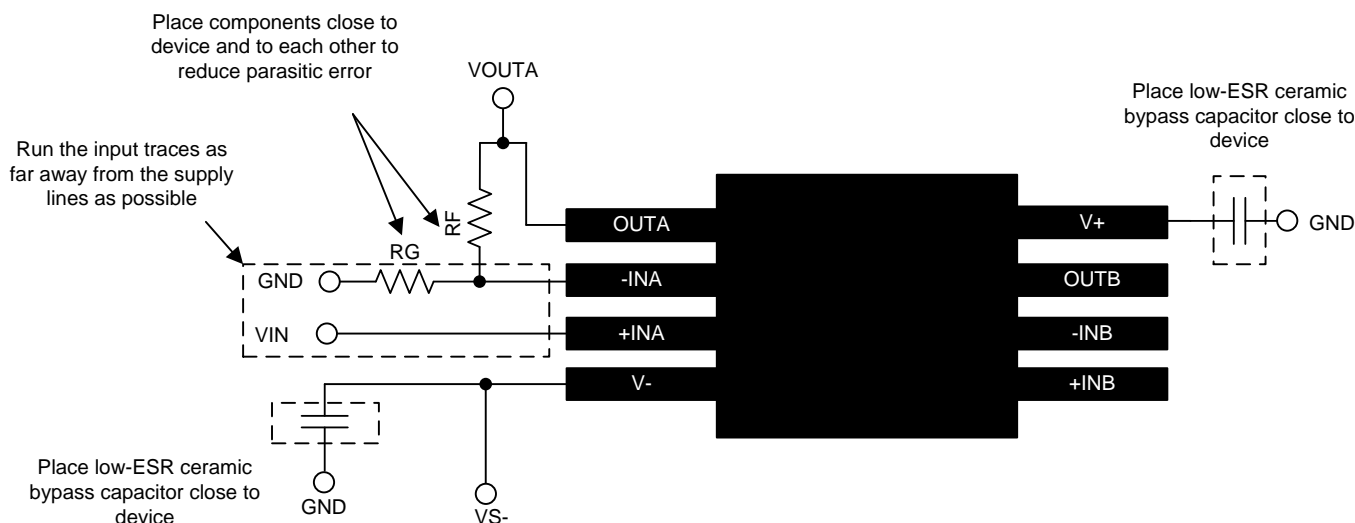 Place components close to
device and to each other to
reduce parasitic error
VOUTA
Place low-ESR ceramic
bypass capacitor close to
device
Run the input traces as
far away from the supply
lines as possible
RF
RG
OUTA
V+
GND
GND
-INA
OUTB
VIN
+INA
-INB
V-
+INB
Place low-ESR ceramic
bypass capacitor close to
device
GND
VS-